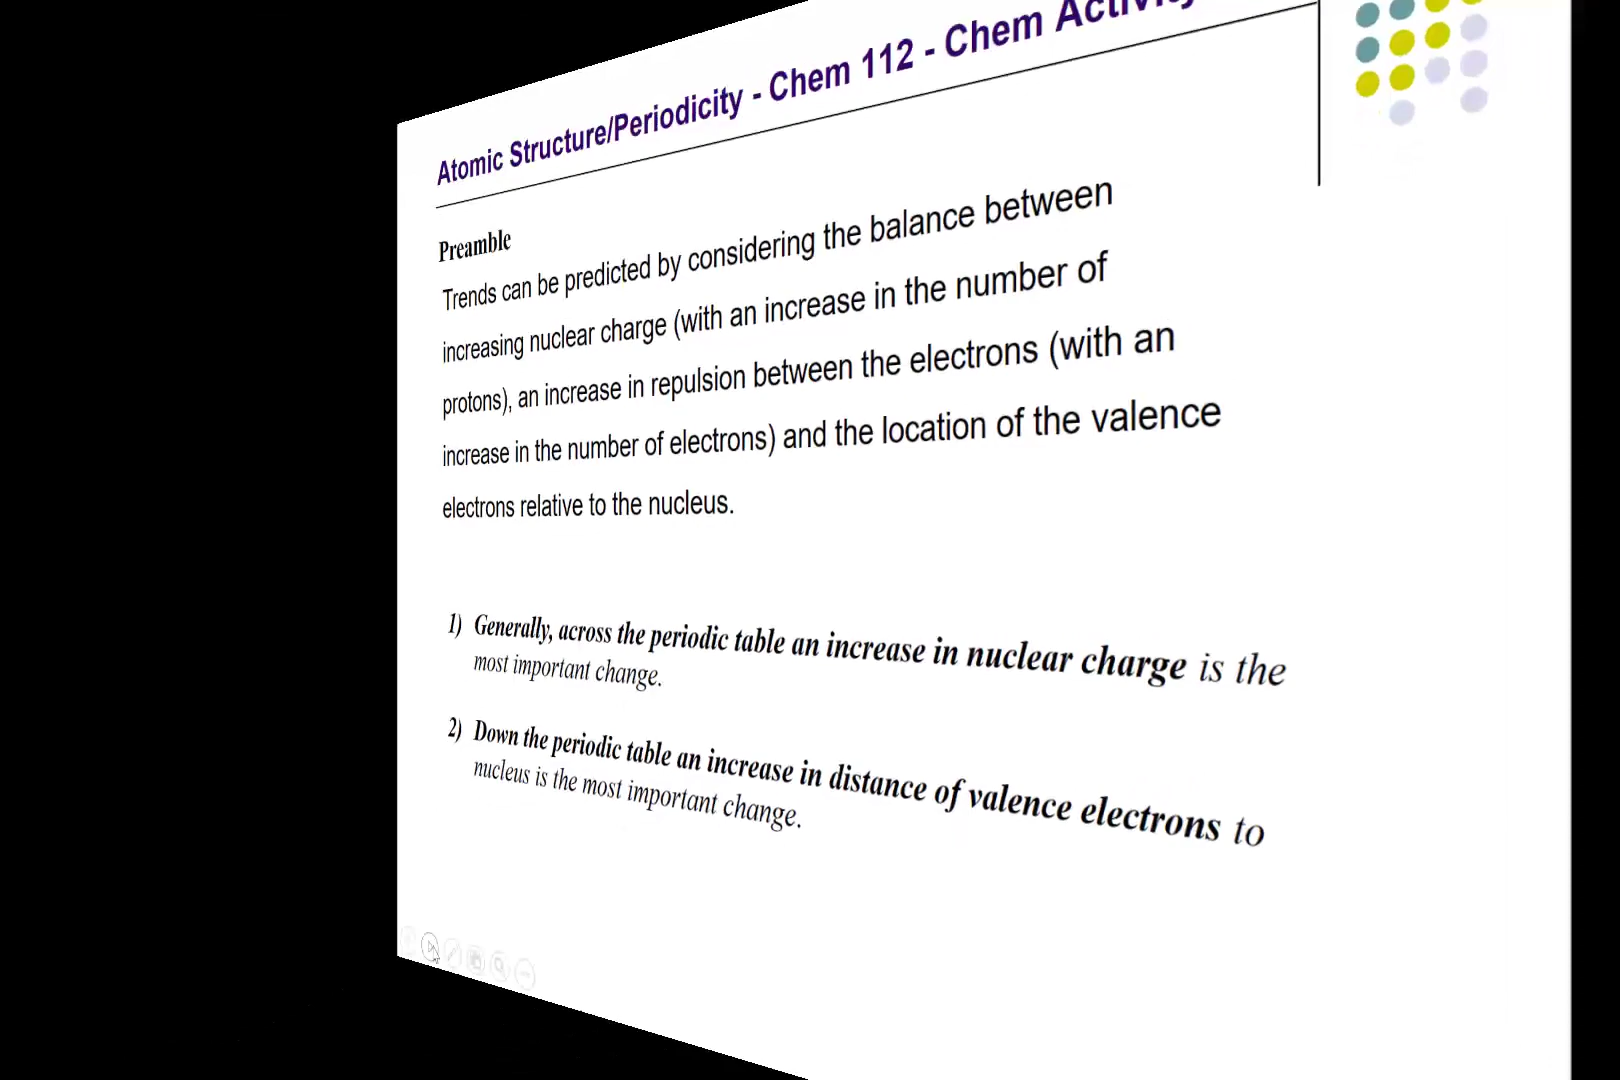 Atomic Structure/Periodicity - Chem 112 - Chem Activity
Preamble
Trends can be predicted by considering the balance between
increasing nuclear charge (with an increase in the number of
protons), an increase in repulsion between the electrons (with an
increase in the number of electrons) and the location of the valence
electrons relative to the nucleus.
1) Generally, across the periodic table an increase in nuclear charge is the
most important change.
2) Down the periodic table an increase in distance of valence electrons to
nucleus is the most important change.